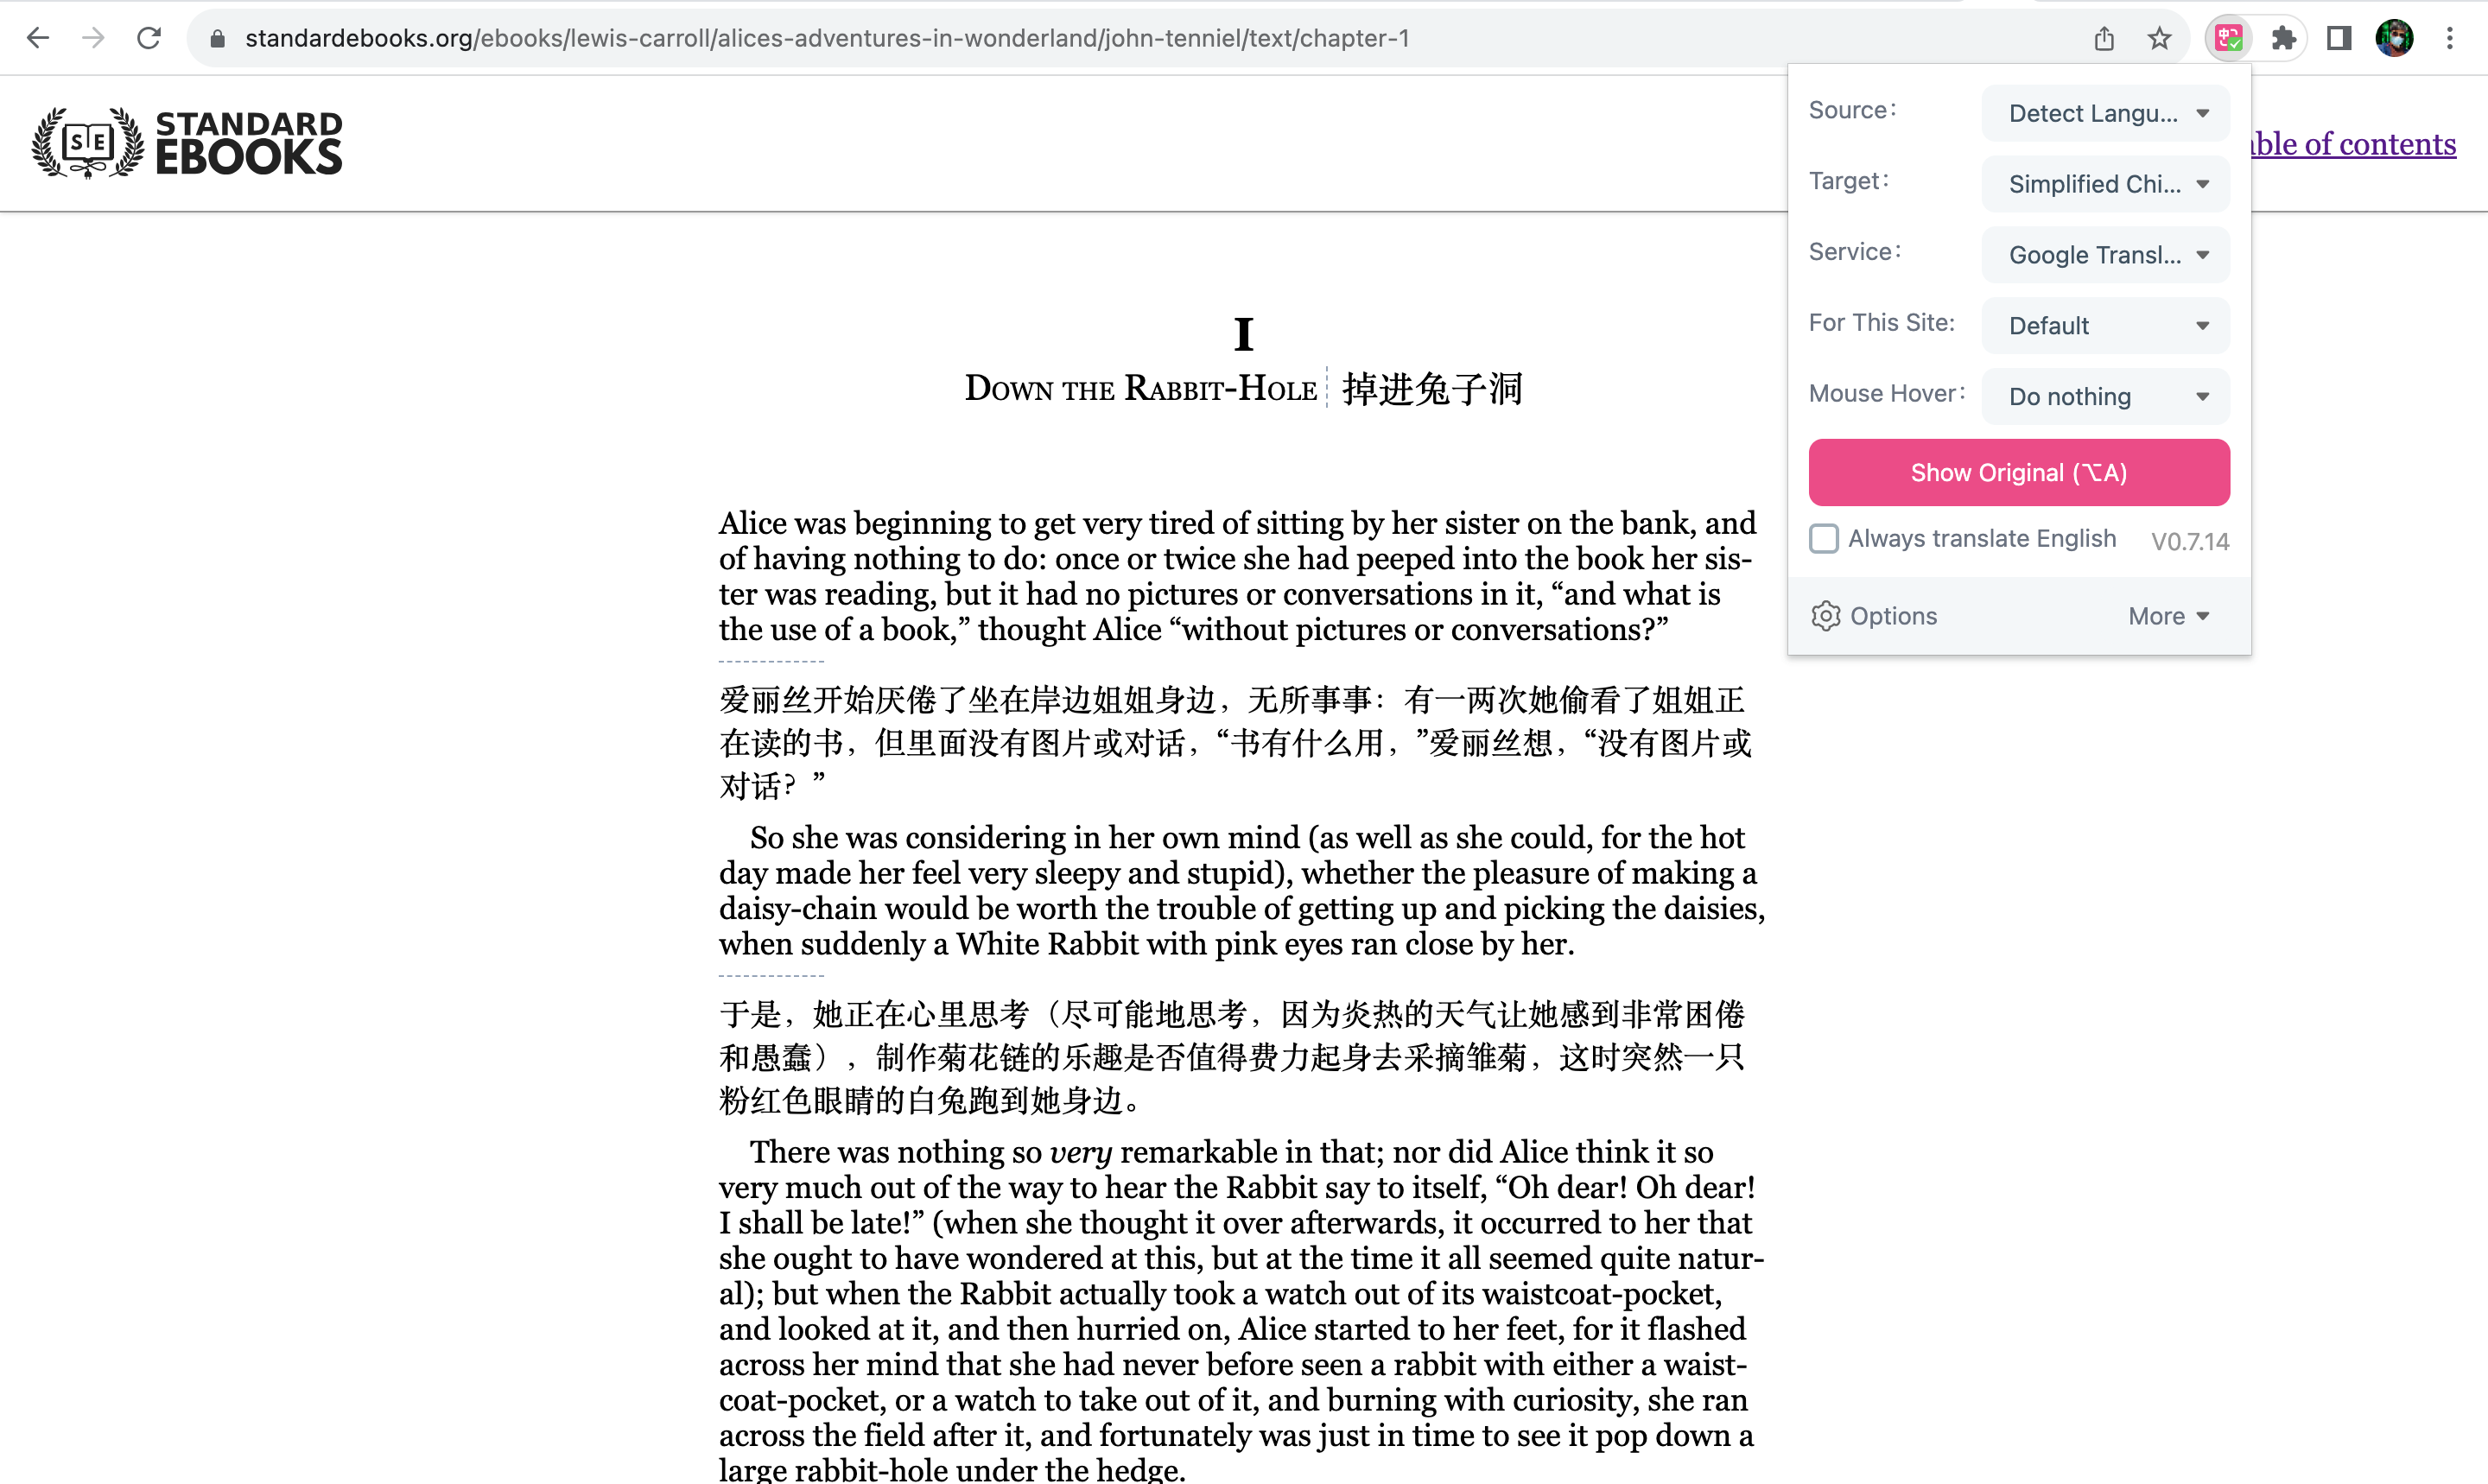 standardebooks.org/ebooks/lewis-carroll/alices-adventures-in-wonderland/john-tenniel/text/chapter-1
S E
STANDARD
EBOOKS
of contents
Source:
Detect Langu...
Target:
Simplified Chi...
Service:
Google Transl...
For This Site:
Default
Mouse Hover:
Do nothing
Show Original (⌥A)
Always translate English
V0.7.14
Options
More
I
Down the Rabbit-Hole
掉进兔子洞
Alice was beginning to get very tired of sitting by her sister on the bank, and
of having nothing to do: once or twice she had peeped into the book her sis-
ter was reading, but it had no pictures or conversations in it, “and what is
the use of a book,” thought Alice “without pictures or conversations?”
爱丽丝开始厌倦了坐在岸边姐姐身边，无所事事：有一两次她偷看了姐姐正
在读的书，但里面没有图片或对话，“书有什么用，”爱丽丝想，“没有图片或
对话？”
So she was considering in her own mind (as well as she could, for the hot
day made her feel very sleepy and stupid), whether the pleasure of making a
daisy-chain would be worth the trouble of getting up and picking the daisies,
when suddenly a White Rabbit with pink eyes ran close by her.
于是，她正在心里思考（尽可能地思考，因为炎热的天气让她感到非常困倦
和愚蠢），制作菊花链的乐趣是否值得费力起身去采摘雏菊，这时突然一只
粉红色眼睛的白兔跑到她身边。
There was nothing so very remarkable in that; nor did Alice think it so
very much out of the way to hear the Rabbit say to itself, “Oh dear! Oh dear!
I shall be late!” (when she thought it over afterwards, it occurred to her that
she ought to have wondered at this, but at the time it all seemed quite natur-
al); but when the Rabbit actually took a watch out of its waistcoat-pocket,
and looked at it, and then hurried on, Alice started to her feet, for it flashed
across her mind that she had never before seen a rabbit with either a waist-
coat-pocket, or a watch to take out of it, and burning with curiosity, she ran
across the field after it, and fortunately was just in time to see it pop down a
large rabbit-hole under the hedge.